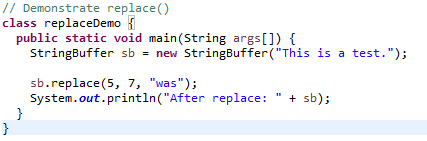 // Demonstrate replace()
class replaceDemo {
  public static void main(String args[]) {
    StringBuffer sb = new StringBuffer("This is a test.");

    sb.replace(5, 7, "was");
    System.out.println("After replace: " + sb);
  }
}